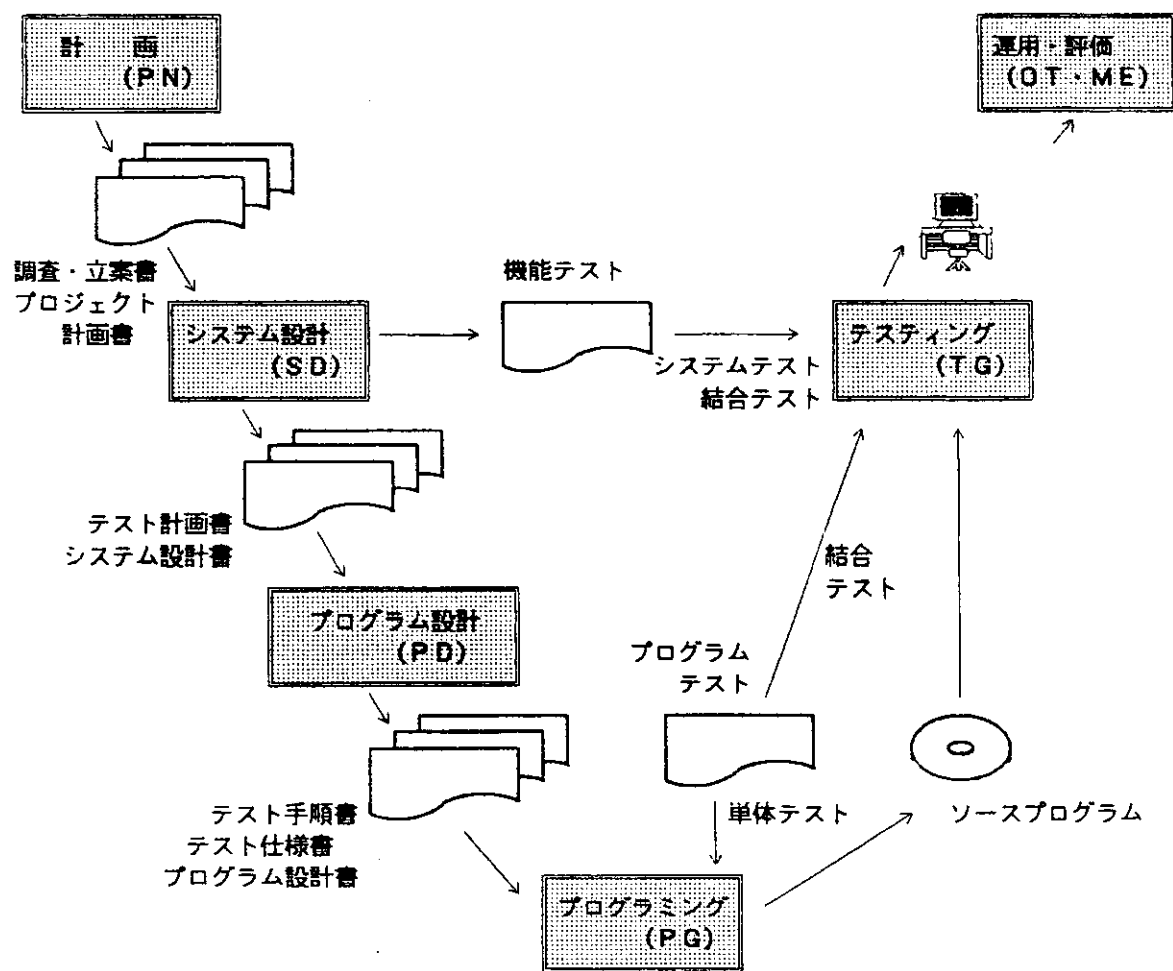 計 画
(PN)
運用・評価
(OT・ME)
調査・立案書
プロジェクト
計画書
機能テスト
システム設計
(SD)
システムテスト
結合テスト
テスティング
(TG)
テスト計画書
システム設計書
結合
テスト
プログラム設計
(PD)
プログラム
テスト
テスト手順書
テスト仕様書
プログラム設計書
単体テスト
ソースプログラム
プログラミング
(PG)